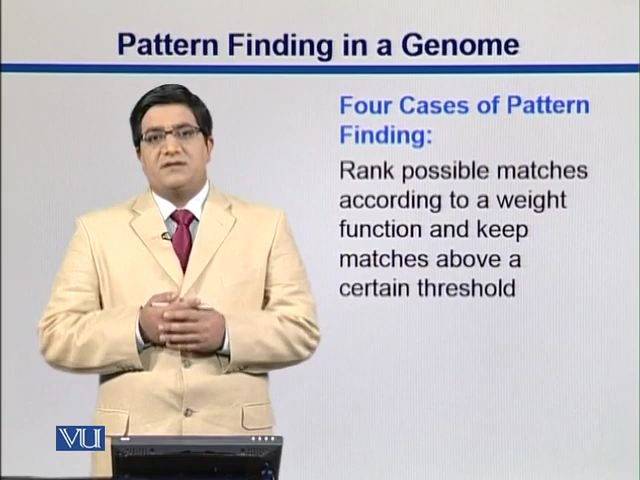 Pattern Finding in a Genome
Four Cases of Pattern
Finding:
Rank possible matches
according to a weight
function and keep
matches above a
certain threshold
VU